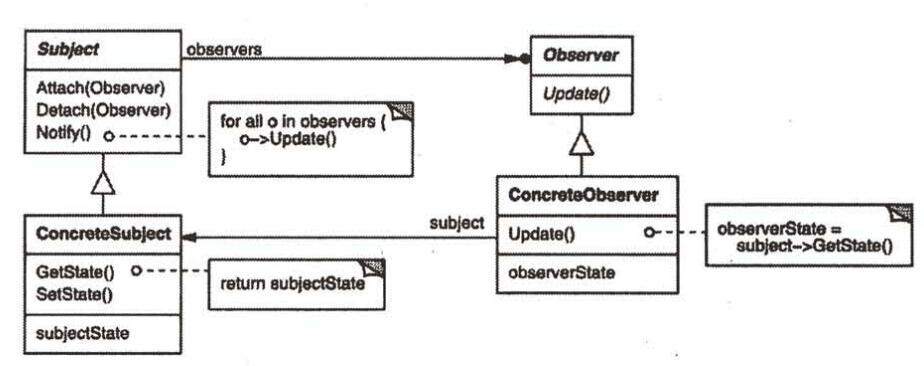 Subject
Attach(Observer)
Detach(Observer)
Notify()
observers
Observer
Update()
for all o in observers {
o->Update()
}
ConcreteSubject
GetState()
SetState()
subjectState
return subjectState
subject
ConcreteObserver
Update()
observerState
observerState =
subject->GetState()